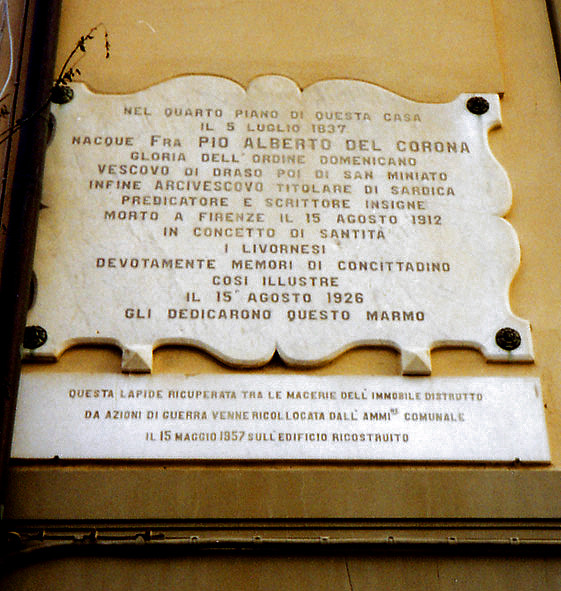 NEL QUARTO PIANO DI QUESTA CASA
IL 5 LUGLIO 1837
NACQUE FRA PIO ALBERTO DEL CORONA
GLORIA DELL'ORDINE DOMENICANO
VESCOVO DI DRASO POI DI SAN MINIATO
INFINE ARCIVESCOVO TITOLARE DI SARDICA
PREDICATORE E SCRITTORE INSIGNE
MORTO A FIRENZE IL 15 AGOSTO 1912
IN CONCETTO DI SANTITÀ
I LIVORNESI
DEVOTAMENTE MEMORI DI CONCITTADINO
COSI ILLUSTRE
IL 15 AGOSTO 1926
GLI DEDICARONO QUESTO MARMO
QUESTA LAPIDE RICUPERATA TRA LE MACERIE DELL'IMMOBILE DISTRUTTO
DA AZIONI DI GUERRA VENNE RICOLLOCATA DALL'AMMI.NE COMUNALE
IL 15 MAGGIO 1957 SULL'EDIFICIO RICOSTRUITO